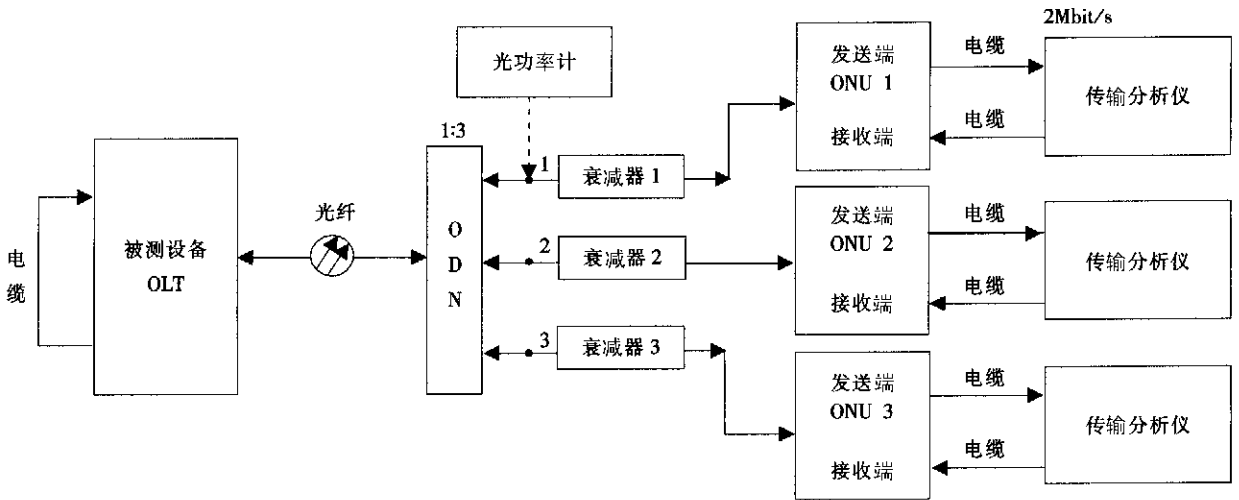 2Mbit/s
光功率计
发送端
ONU 1
接收端
电缆
电缆
传输分析仪
1:3
1
衰减器 1
电缆
被测设备
OLT
光纤
O
D
N
2
衰减器 2
发送端
ONU 2
接收端
电缆
电缆
传输分析仪
3
衰减器 3
发送端
ONU 3
接收端
电缆
电缆
传输分析仪